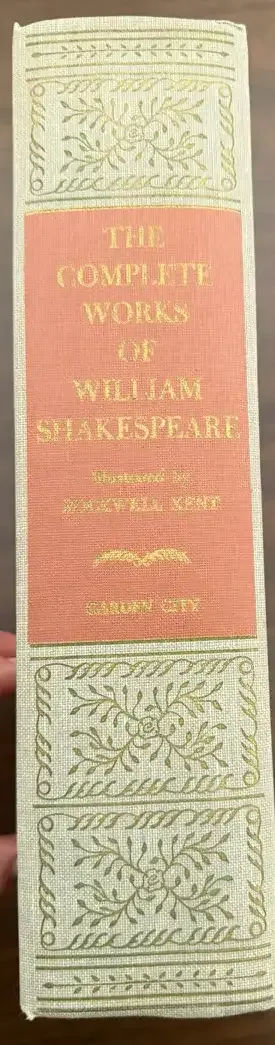 THE
COMPLETE
WORKS
OF
WILLIAM
SHAKESPEARE
Illustrated by
ROCKWELL KENT
GARDEN CITY